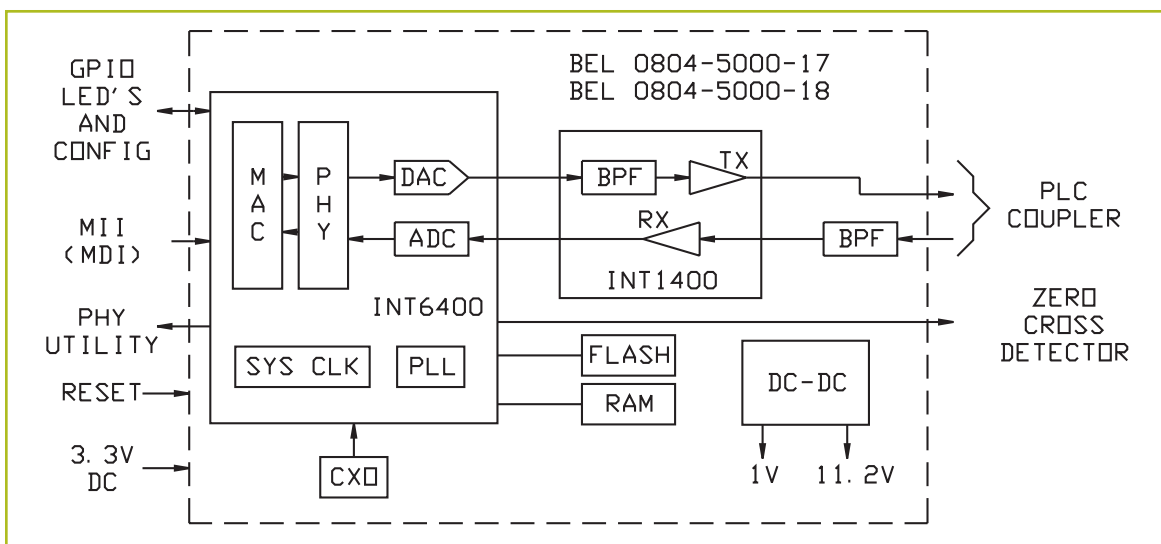 BEL 0804-5000-17
BEL 0804-5000-18
GPIO
LED'S
AND
CONFIG
MII
(MDI)
PHY
UTILITY
RESET
3.3V
DC
MAC
PHY
DAC
ADC
INT6400
SYS CLK
PLL
CXO
BPF
TX
RX
INT1400
BPF
FLASH
RAM
DC-DC
1V
11.2V
PLC
COUPLER
ZERO
CROSS
DETECTOR